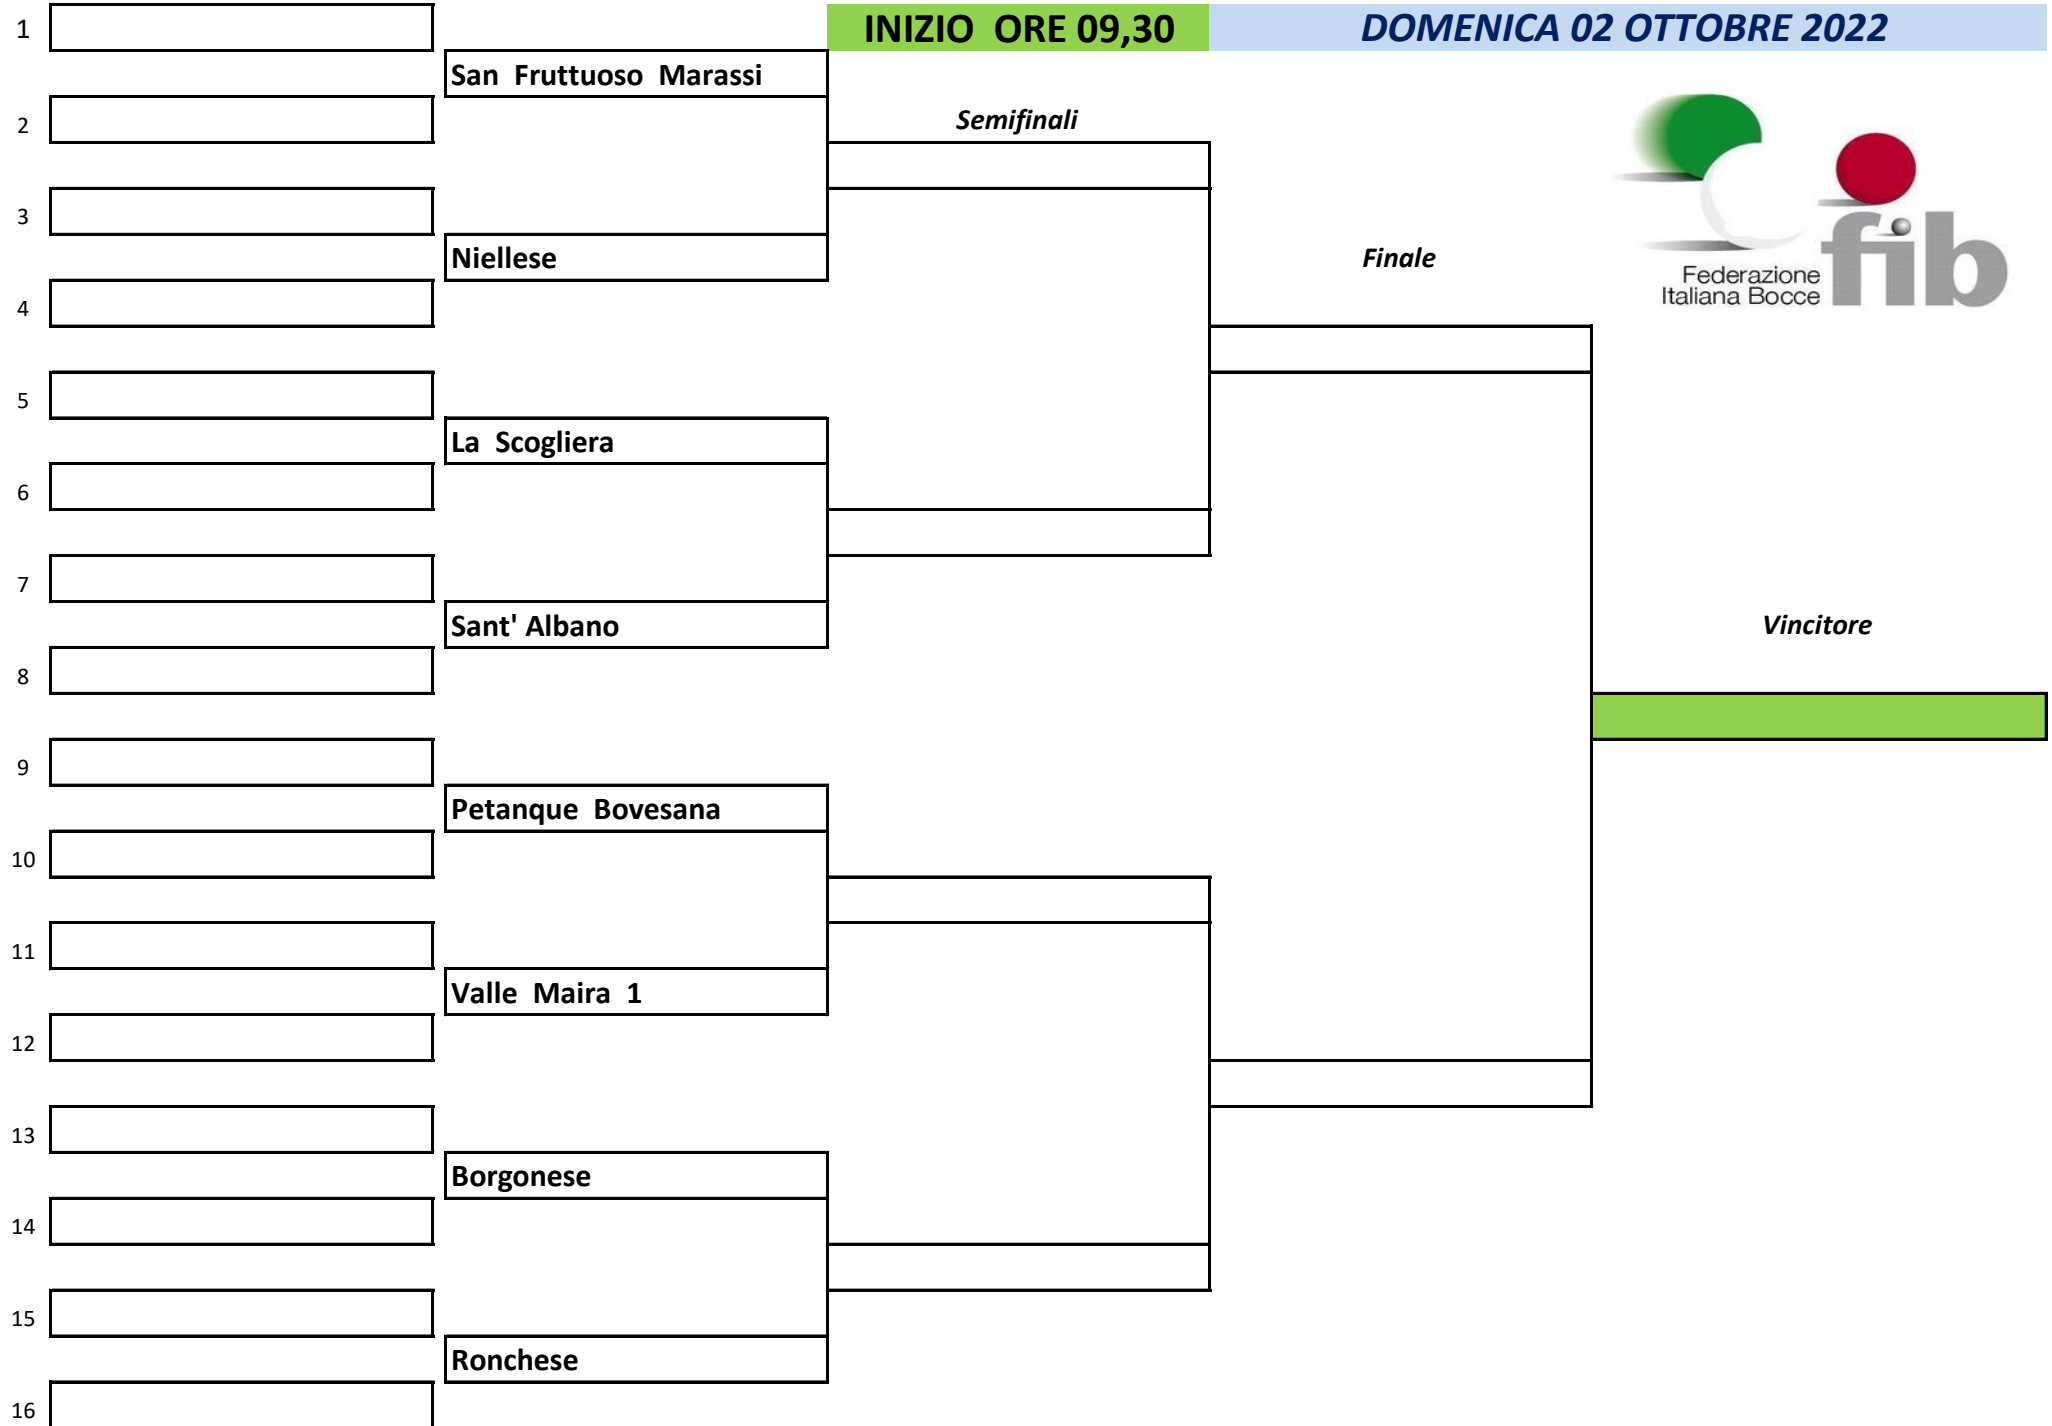 1
INIZIO  ORE 09,30
DOMENICA 02 OTTOBRE 2022
San  Fruttuoso  Marassi
2
Semifinali
3
Niellese
Finale
Federazione
Italiana Bocce
fib
4
5
La  Scogliera
6
7
Sant' Albano
Vincitore
8
9
Petanque  Bovesana
10
11
Valle  Maira  1
12
13
Borgonese
14
15
Ronchese
16